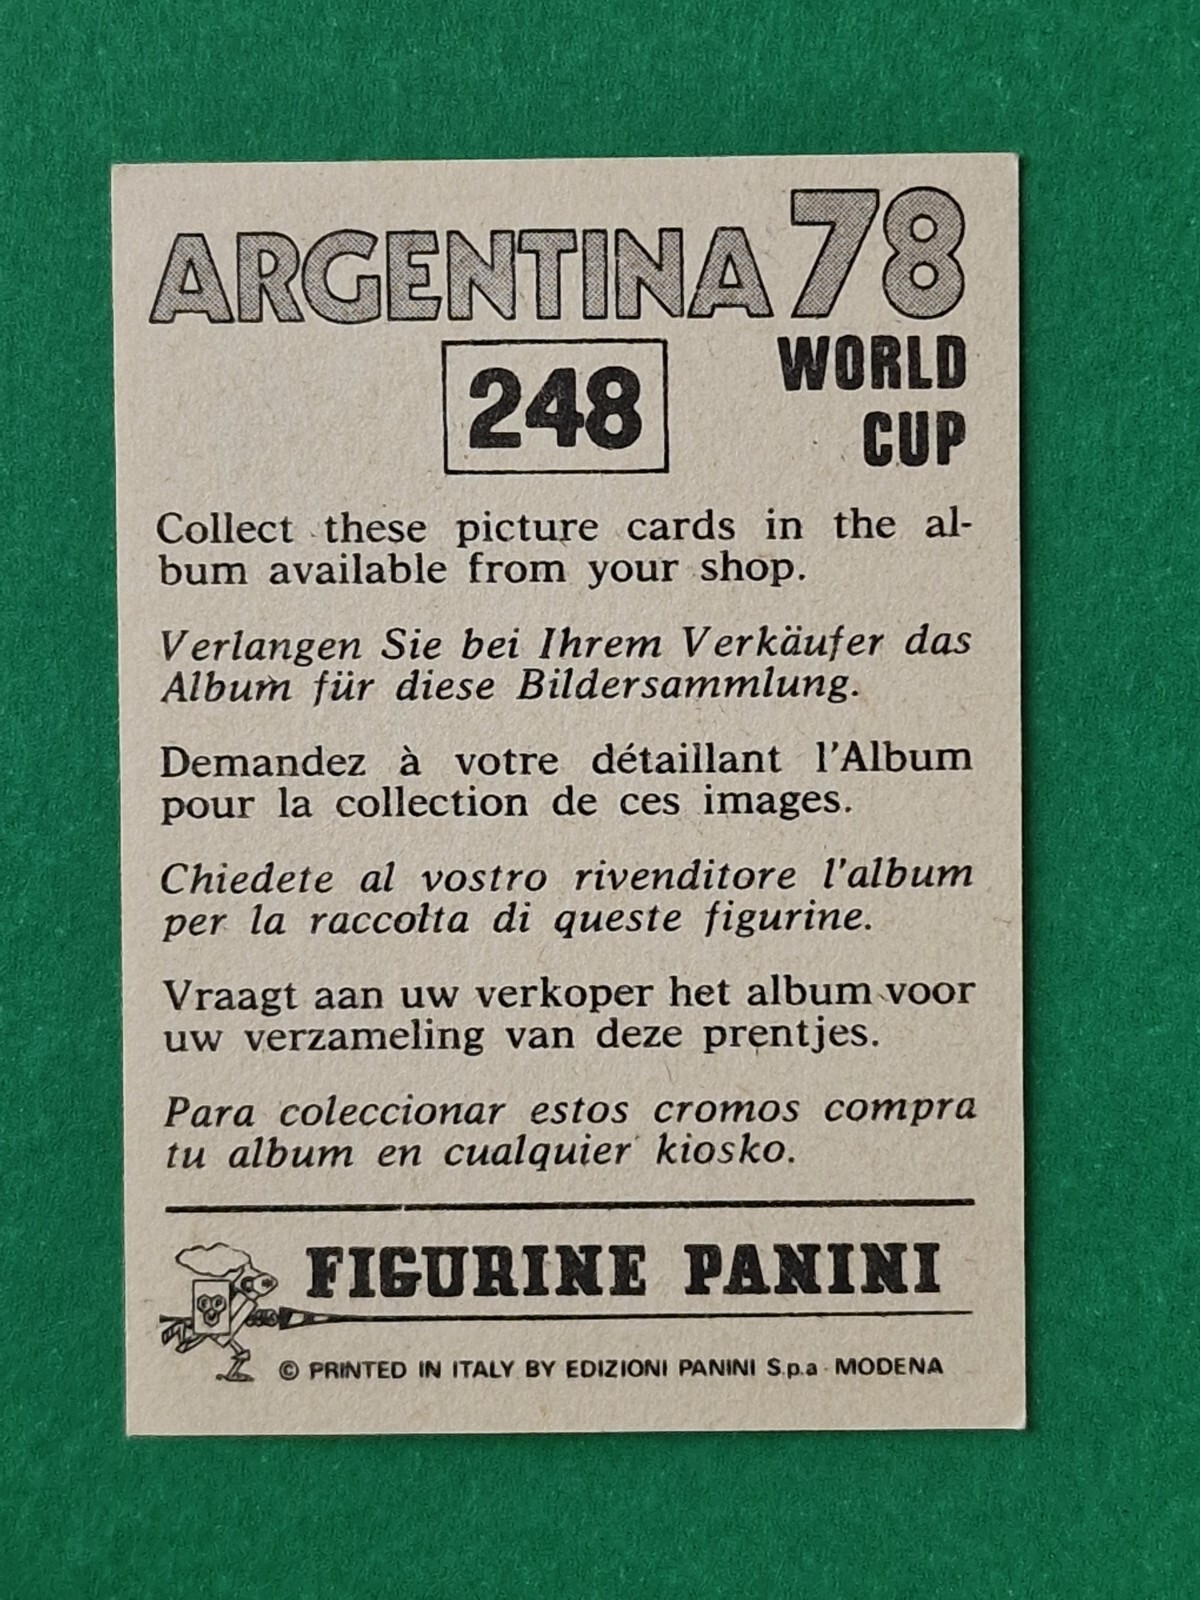 ARGENTINA 78
WORLD
CUP
248
Collect these picture cards in the al-
bum available from your shop.
Verlangen Sie bei Ihrem Verkäufer das
Album für diese Bildersammlung.
Demandez à votre détaillant l'Album
pour la collection de ces images.
Chiedete al vostro rivenditore l'album
per la raccolta di queste figurine.
Vraagt aan uw verkoper het album voor
uw verzameling van deze prentjes.
Para coleccionar estos cromos compra
tu album en cualquier kiosko.
FIGURINE PANINI
© PRINTED IN ITALY BY EDIZIONI PANINI S.p.a - MODENA